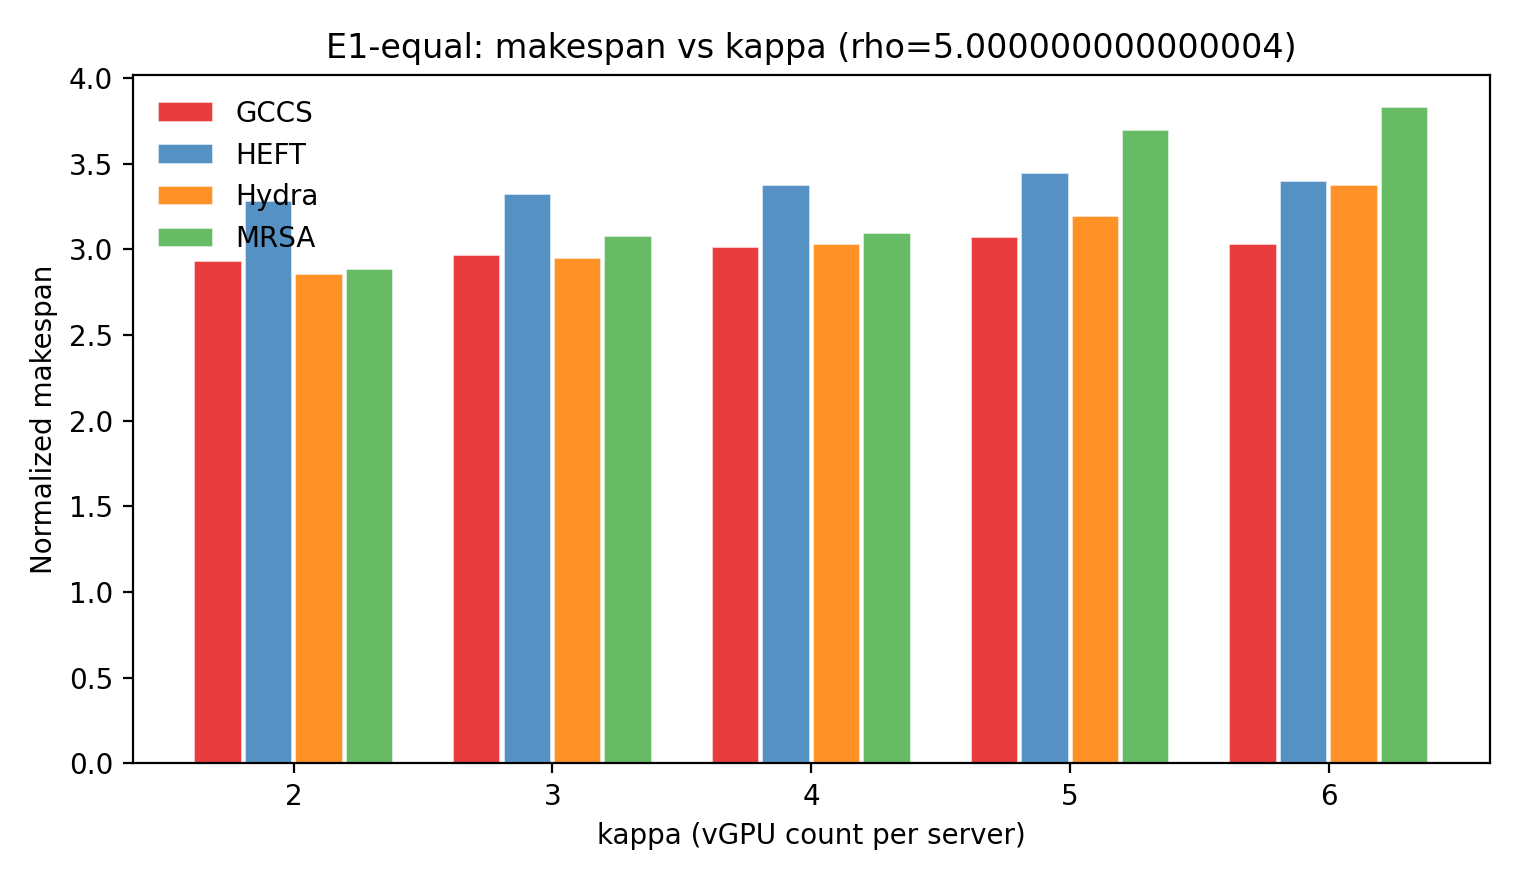 E1-equal: makespan vs kappa (rho=5.000000000000004)
4.0
3.5
3.0
2.5
2.0
1.5
1.0
0.5
0.0
Normalized makespan
GCCS
HEFT
Hydra
MRSA
2
3
4
5
6
kappa (vGPU count per server)